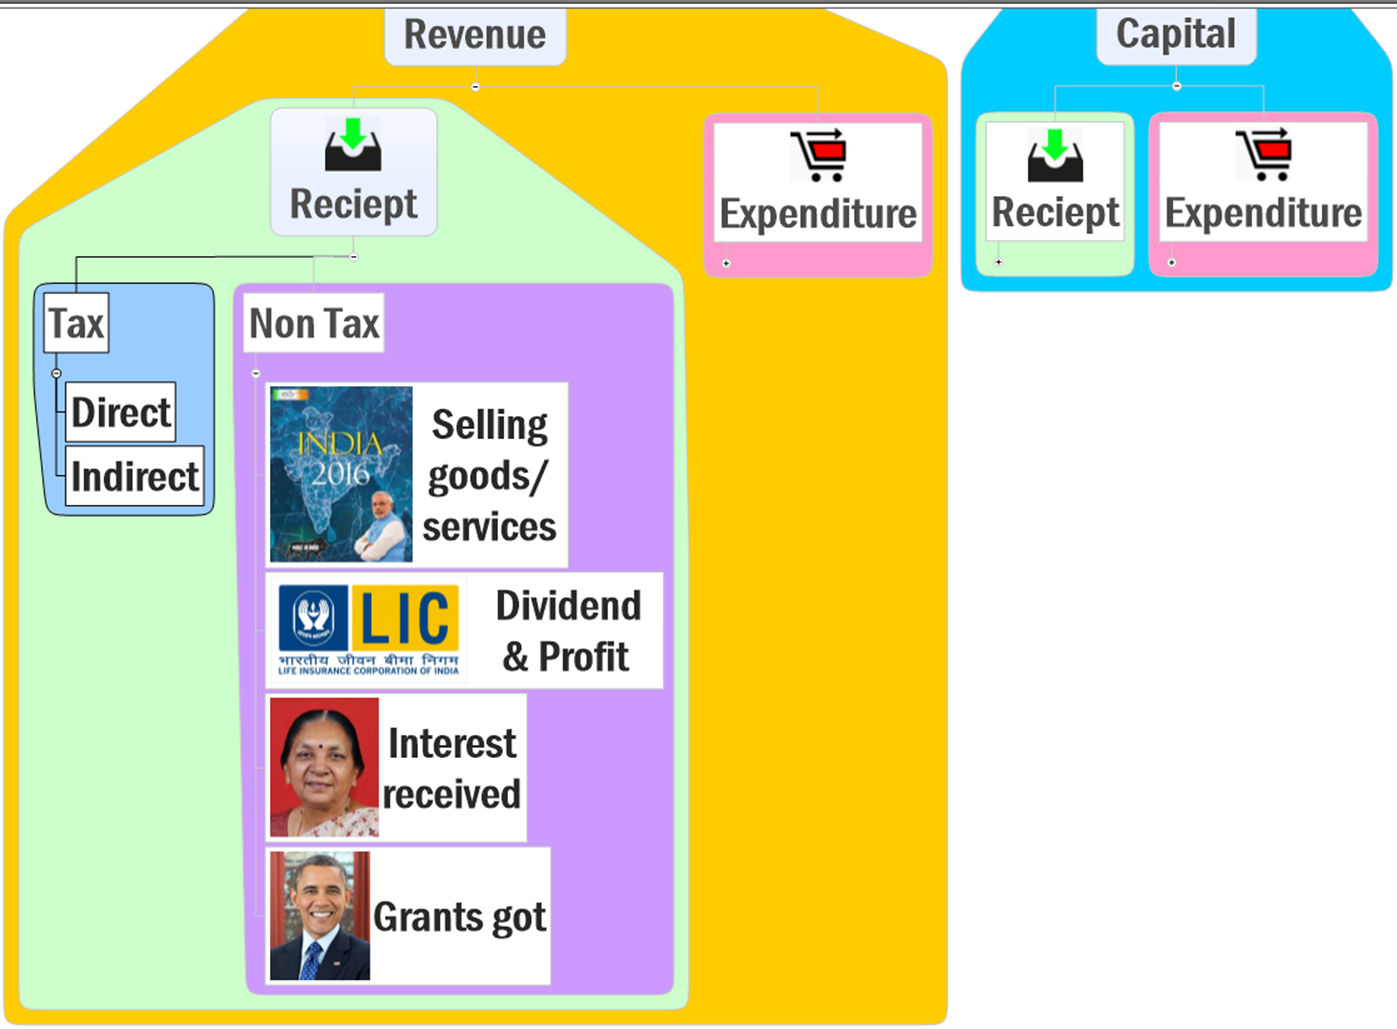 Revenue
Capital
Reciept
Expenditure
Reciept
Expenditure
Tax
Direct
Indirect
Non Tax
INDIA
2016
Selling
goods/
services
LIC
भारतीय जीवन बीमा निगम
LIFE INSURANCE CORPORATION OF INDIA
Dividend
& Profit
Interest
received
Grants got